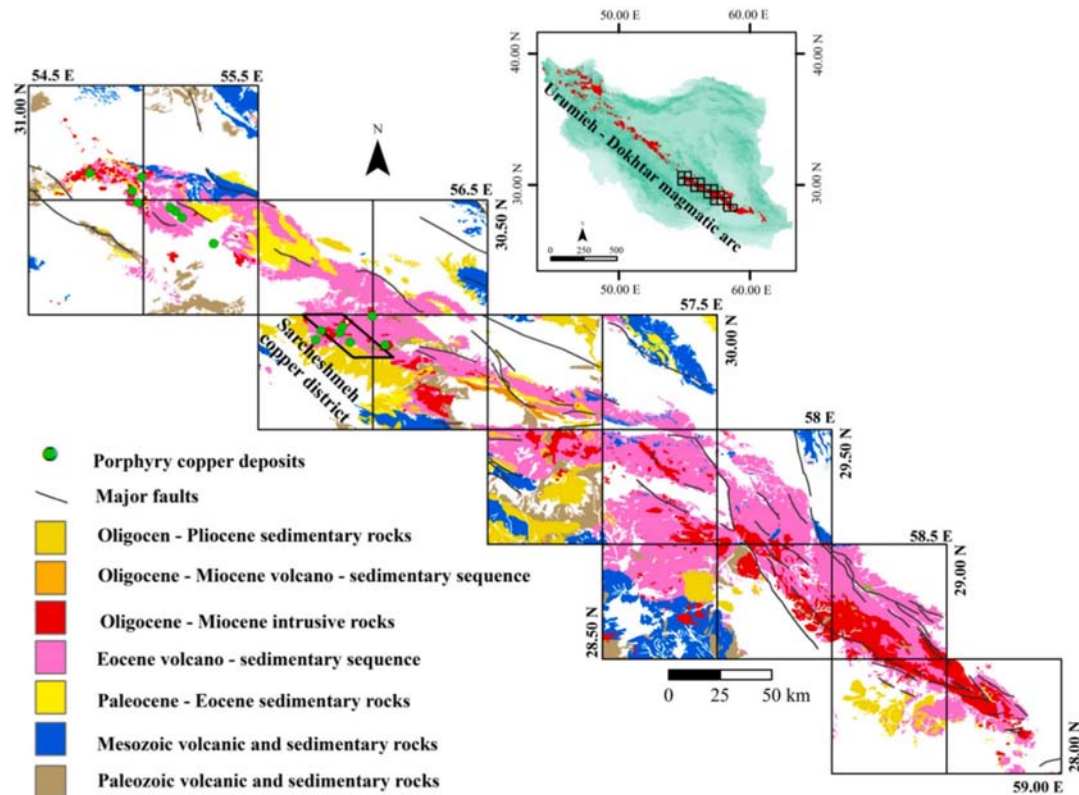 50.00 E
60.00 E
40.00 N
40.00 N
30.00 N
30.00 N
Urumieh - Dokhtar magmatic arc
N
0 250 500
50.00 E
60.00 E
54.5 E
55.5 E
31.00 N
N
56.5 E
30.50 N
57.5 E
30.00 N
Sarcheshmeh
copper district
58 E
29.50 N
58.5 E
29.00 N
28.50 N
0 25 50 km
28.00 N
59.00 E
Porphyry copper deposits
Major faults
Oligocen - Pliocene sedimentary rocks
Oligocene - Miocene volcano - sedimentary sequence
Oligocene - Miocene intrusive rocks
Eocene volcano - sedimentary sequence
Paleocene - Eocene sedimentary rocks
Mesozoic volcanic and sedimentary rocks
Paleozoic volcanic and sedimentary rocks